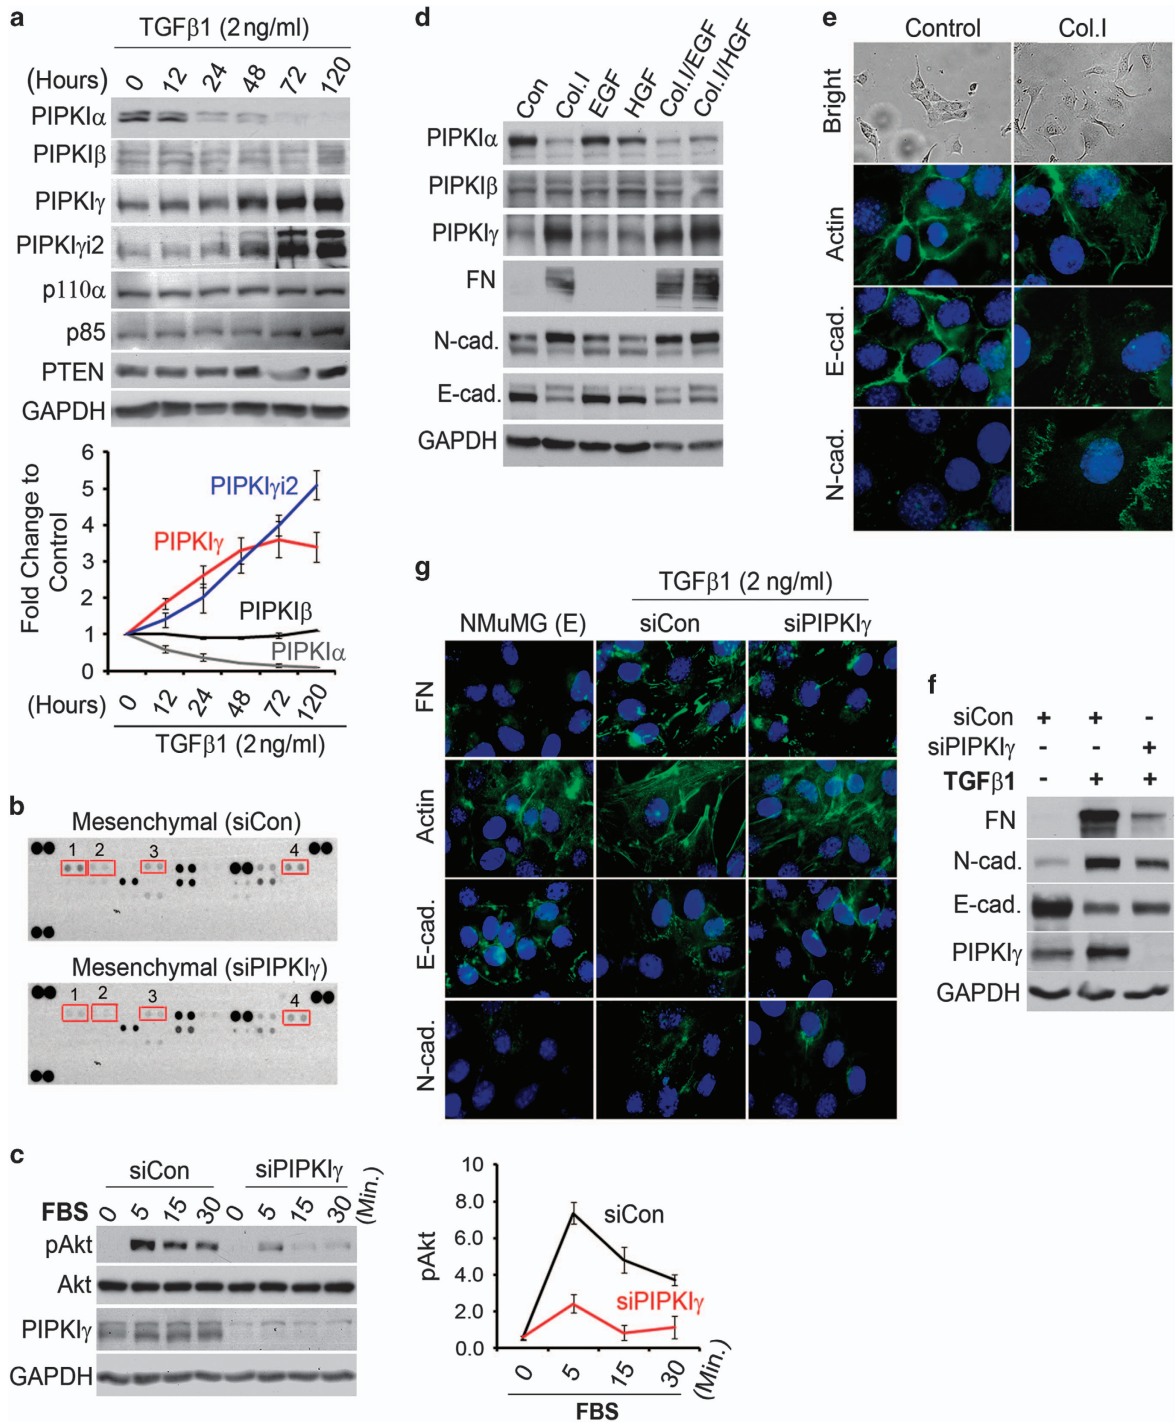 a
TGFβ1 (2 ng/ml)
(Hours) 0 12 24 48 72 120
PIPKIα
PIPKIβ
PIPKIγ
PIPKIγi2
p110α
p85
PTEN
GAPDH
Fold Change to
Control
6
5
4
3
2
1
0
PIPKIγi2
PIPKIγ
PIPKIβ
PIPKIα
(Hours) 0 12 24 48 72 120
TGFβ1 (2 ng/ml)
b
Mesenchymal (siCon)
1 2 3 4
Mesenchymal (siPIPKIγ)
1 2 3 4
c
siCon siPIPKIγ
FBS 0 5 15 30 0 5 15 30 (Min.)
pAkt
Akt
PIPKIγ
GAPDH
pAkt
10
8.0
6.0
4.0
2.0
0.0
siCon
siPIPKIγ
0 5 15 30 (Min.)
FBS
d
Con Col.I EGF HGF Col.I/EGF Col.I/HGF
PIPKIα
PIPKIβ
PIPKIγ
FN
N-cad.
E-cad.
GAPDH
e
Control Col.I
Bright
Actin
E-cad.
N-cad.
g
TGFβ1 (2 ng/ml)
NMuMG (E) siCon siPIPKIγ
FN
Actin
E-cad.
N-cad.
f
siCon + + -
siPIPKIγ - - +
TGFβ1 - + +
FN
N-cad.
E-cad.
PIPKIγ
GAPDH